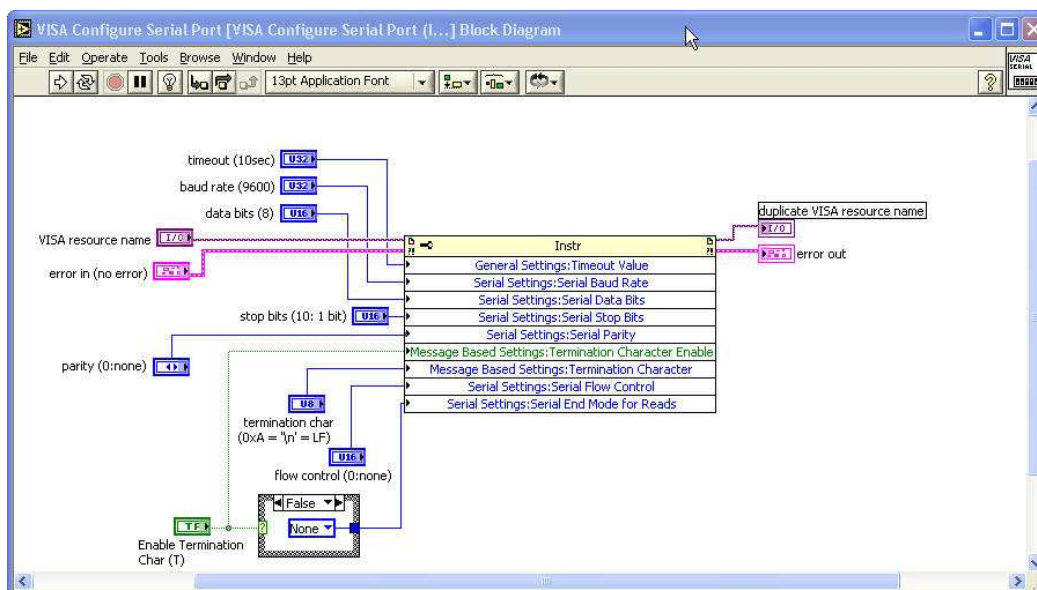 VISA Configure Serial Port [VISA Configure Serial Port (I...] Block Diagram
File Edit Operate Tools Browse Window Help
VISA
SERIAL
13pt Application Font
?
timeout (10sec) U32
baud rate (9600) U32
data bits (8) U16
duplicate VISA resource name
VISA resource name I/O
I/O
Instr
error in (no error)
error out
General Settings:Timeout Value
Serial Settings:Serial Baud Rate
Serial Settings:Serial Data Bits
stop bits (10: 1 bit) U16
Serial Settings:Serial Stop Bits
Serial Settings:Serial Parity
Message Based Settings:Termination Character Enable
parity (0:none)
Message Based Settings:Termination Character
Serial Settings:Serial Flow Control
U8
Serial Settings:Serial End Mode for Reads
termination char
(0xA = '\n' = LF)
U16
flow control (0:none)
False
TF
?
None
Enable Termination
Char (T)